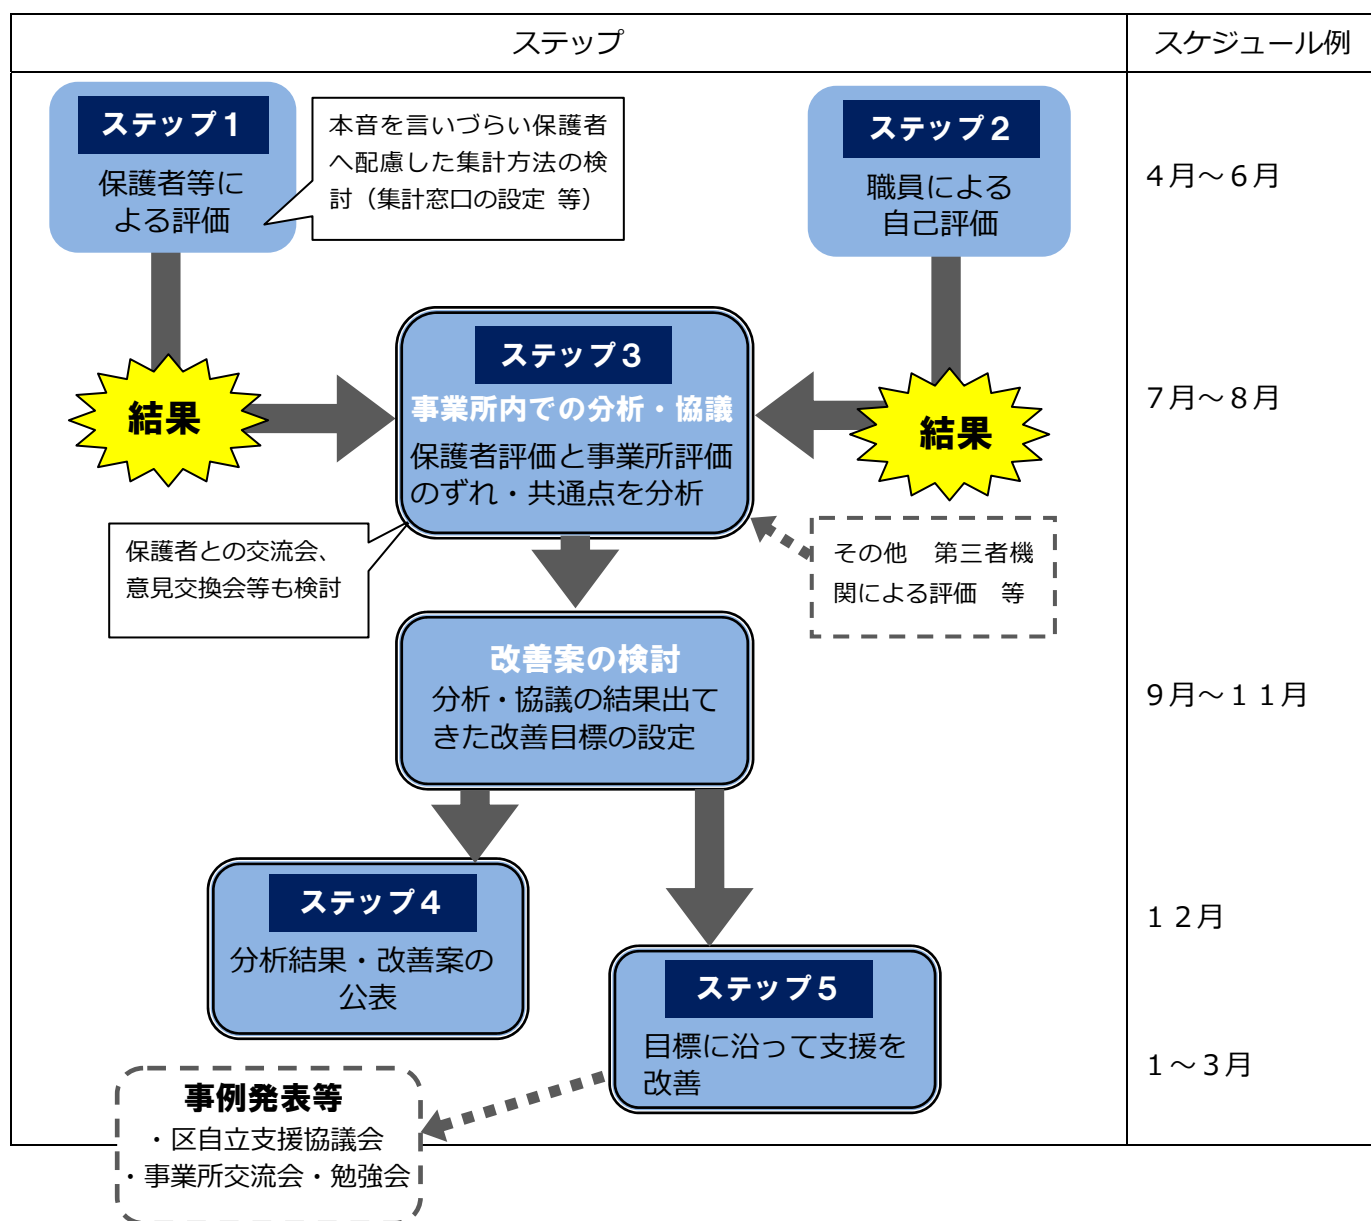 ステップ
スケジュール例
ステップ１
保護者等に
よる評価
本音を言いづらい保護者
へ配慮した集計方法の検
討（集計窓口の設定 等）
ステップ２
職員による
自己評価
４月～６月
結果
ステップ３
事業所内での分析・協議
保護者評価と事業所評価
のずれ・共通点を分析
結果
７月～８月
保護者との交流会、
意見交換会等も検討
その他　第三者機
関による評価　等
改善案の検討
分析・協議の結果出て
きた改善目標の設定
９月～１１月
ステップ４
分析結果・改善案の
公表
１２月
ステップ５
目標に沿って支援を
改善
１～３月
事例発表等
・区自立支援協議会
・事業所交流会・勉強会